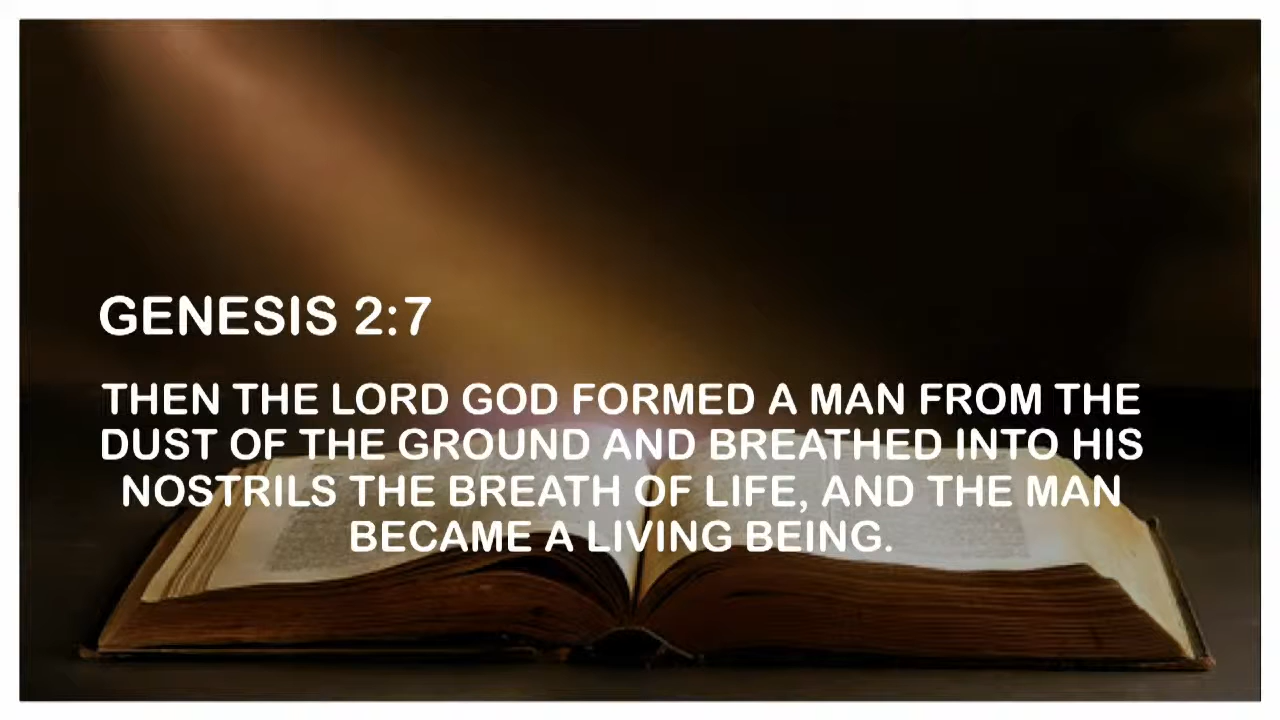 GENESIS 2:7
THEN THE LORD GOD FORMED A MAN FROM THE
DUST OF THE GROUND AND BREATHED INTO HIS
NOSTRILS THE BREATH OF LIFE, AND THE MAN
BECAME A LIVING BEING.